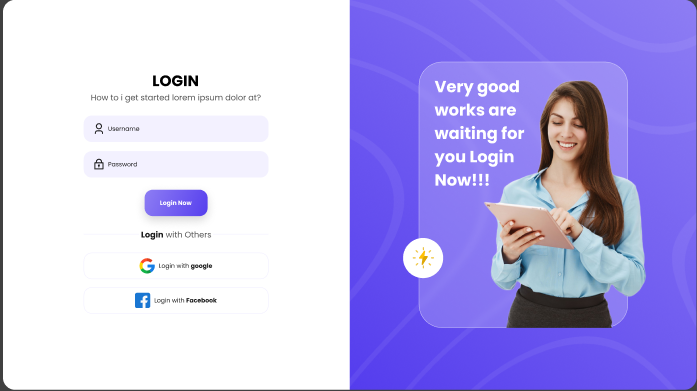 LOGIN
How to i get started lorem ipsum dolor at?
Username
Password
Login Now
Login with Others
Login with google
Login with Facebook
Very good
works are
waiting for
you Login
Now!!!